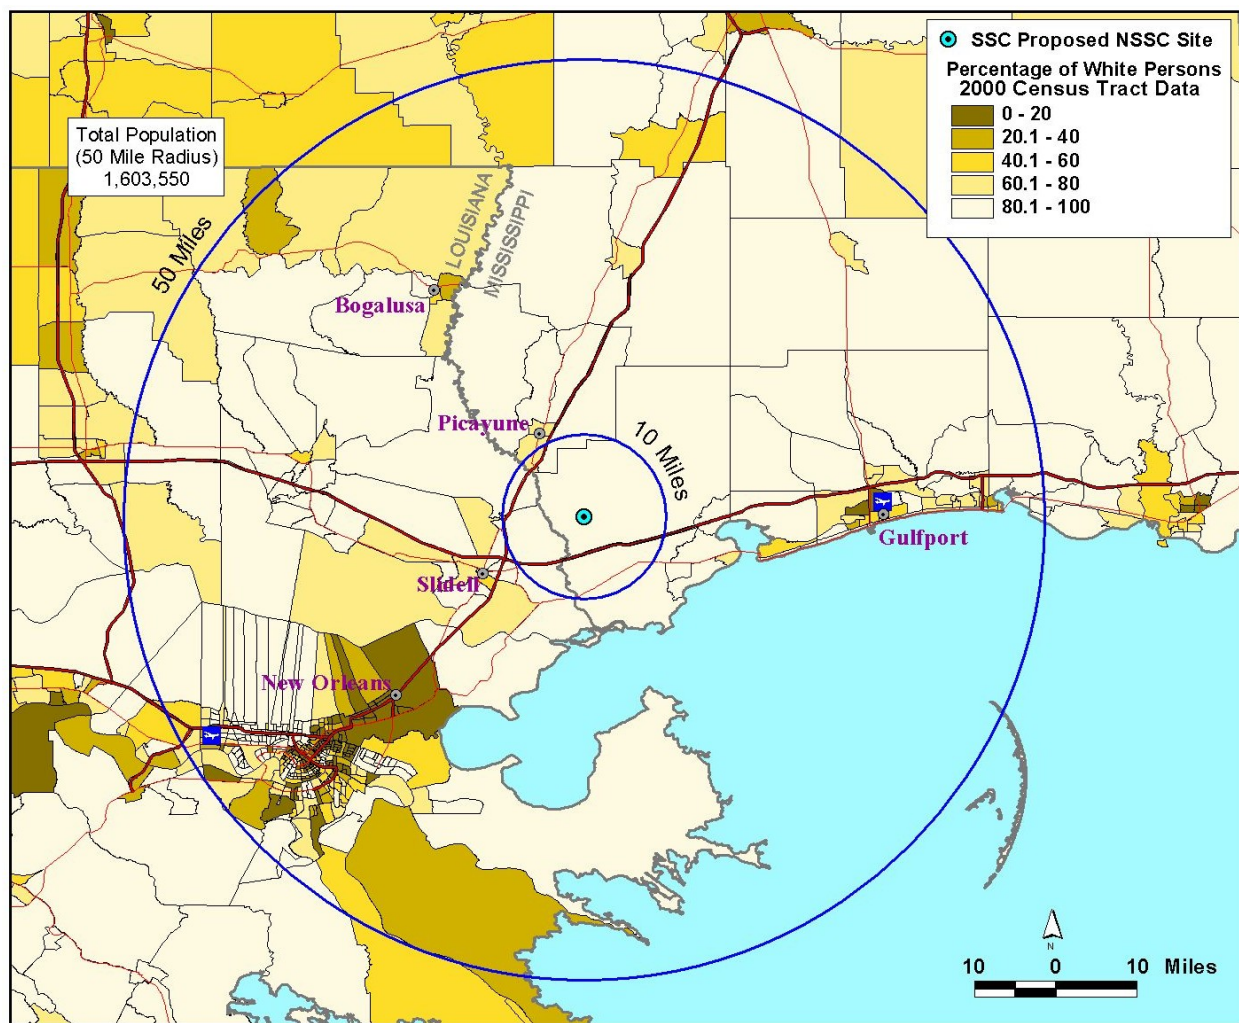 SSC Proposed NSSC Site
Percentage of White Persons
2000 Census Tract Data
0 - 20
20.1 - 40
40.1 - 60
60.1 - 80
80.1 - 100
Total Population
(50 Mile Radius)
1,603,550
50 Miles
LOUISIANA
MISSISSIPPI
Bogalusa
Picayune
10 Miles
Gulfport
Slidell
New Orleans
N
10 0 10 Miles